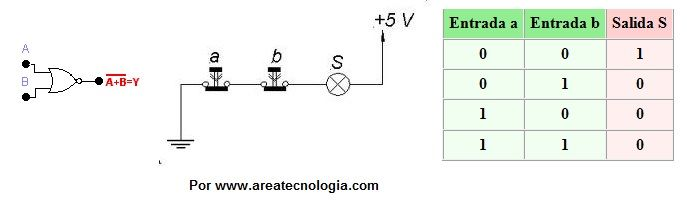 A
B
A+B=Y
a
b
S
+5 V
Entrada a Entrada b Salida S
0 0 1
0 1 0
1 0 0
1 1 0
Por www.areatecnologia.com